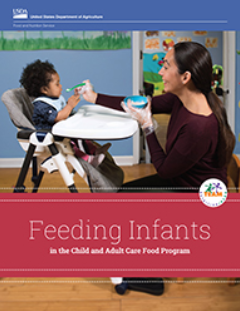 USDA
United States Department of Agriculture
Food and Nutrition Service
Feeding Infants
in the Child and Adult Care Food Program